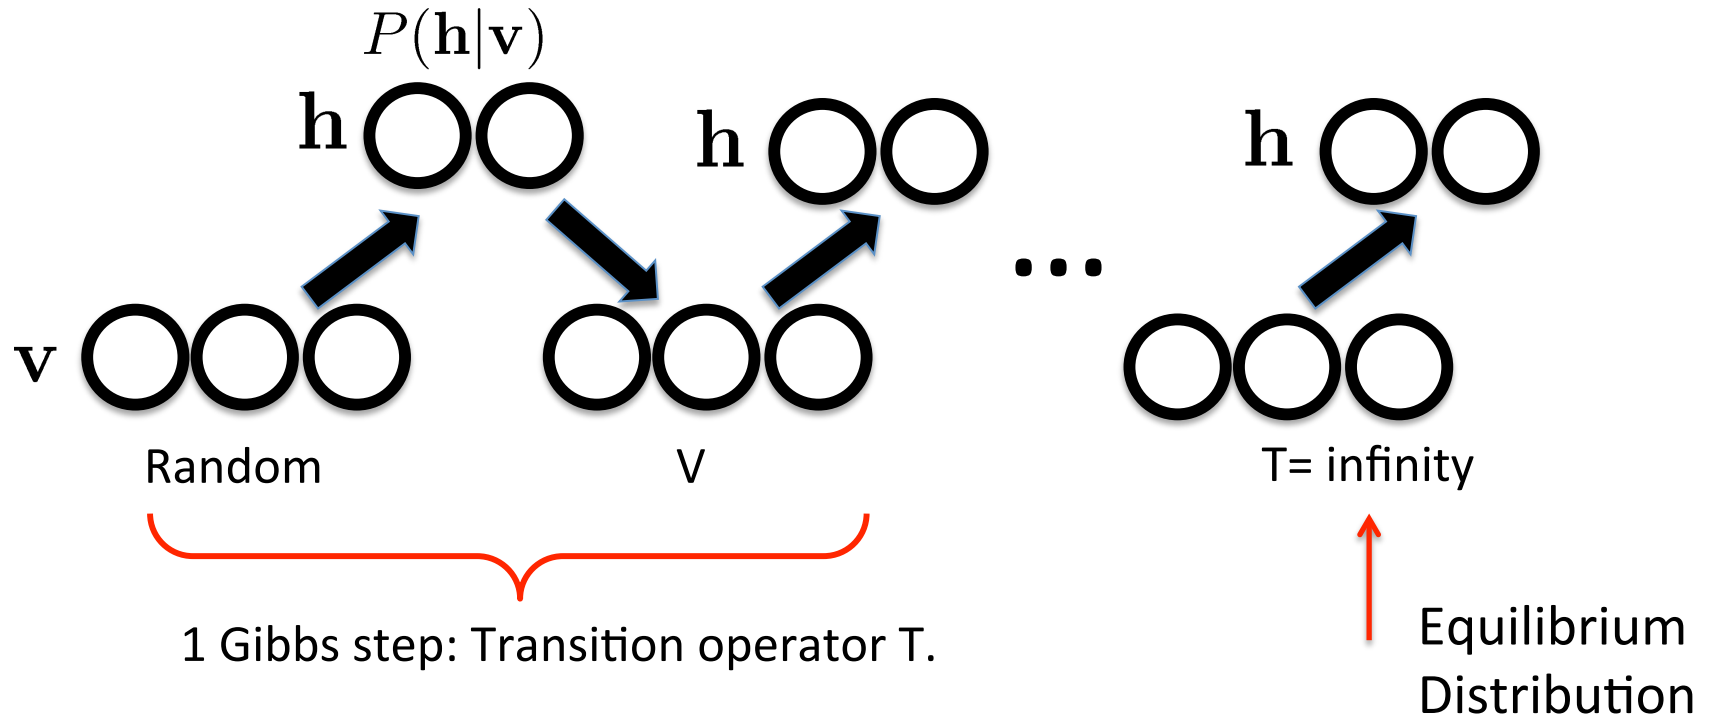 P(h|v)
h
h
h
...
v
Random
V
T= infinity
1 Gibbs step: Transition operator T.
Equilibrium
Distribution